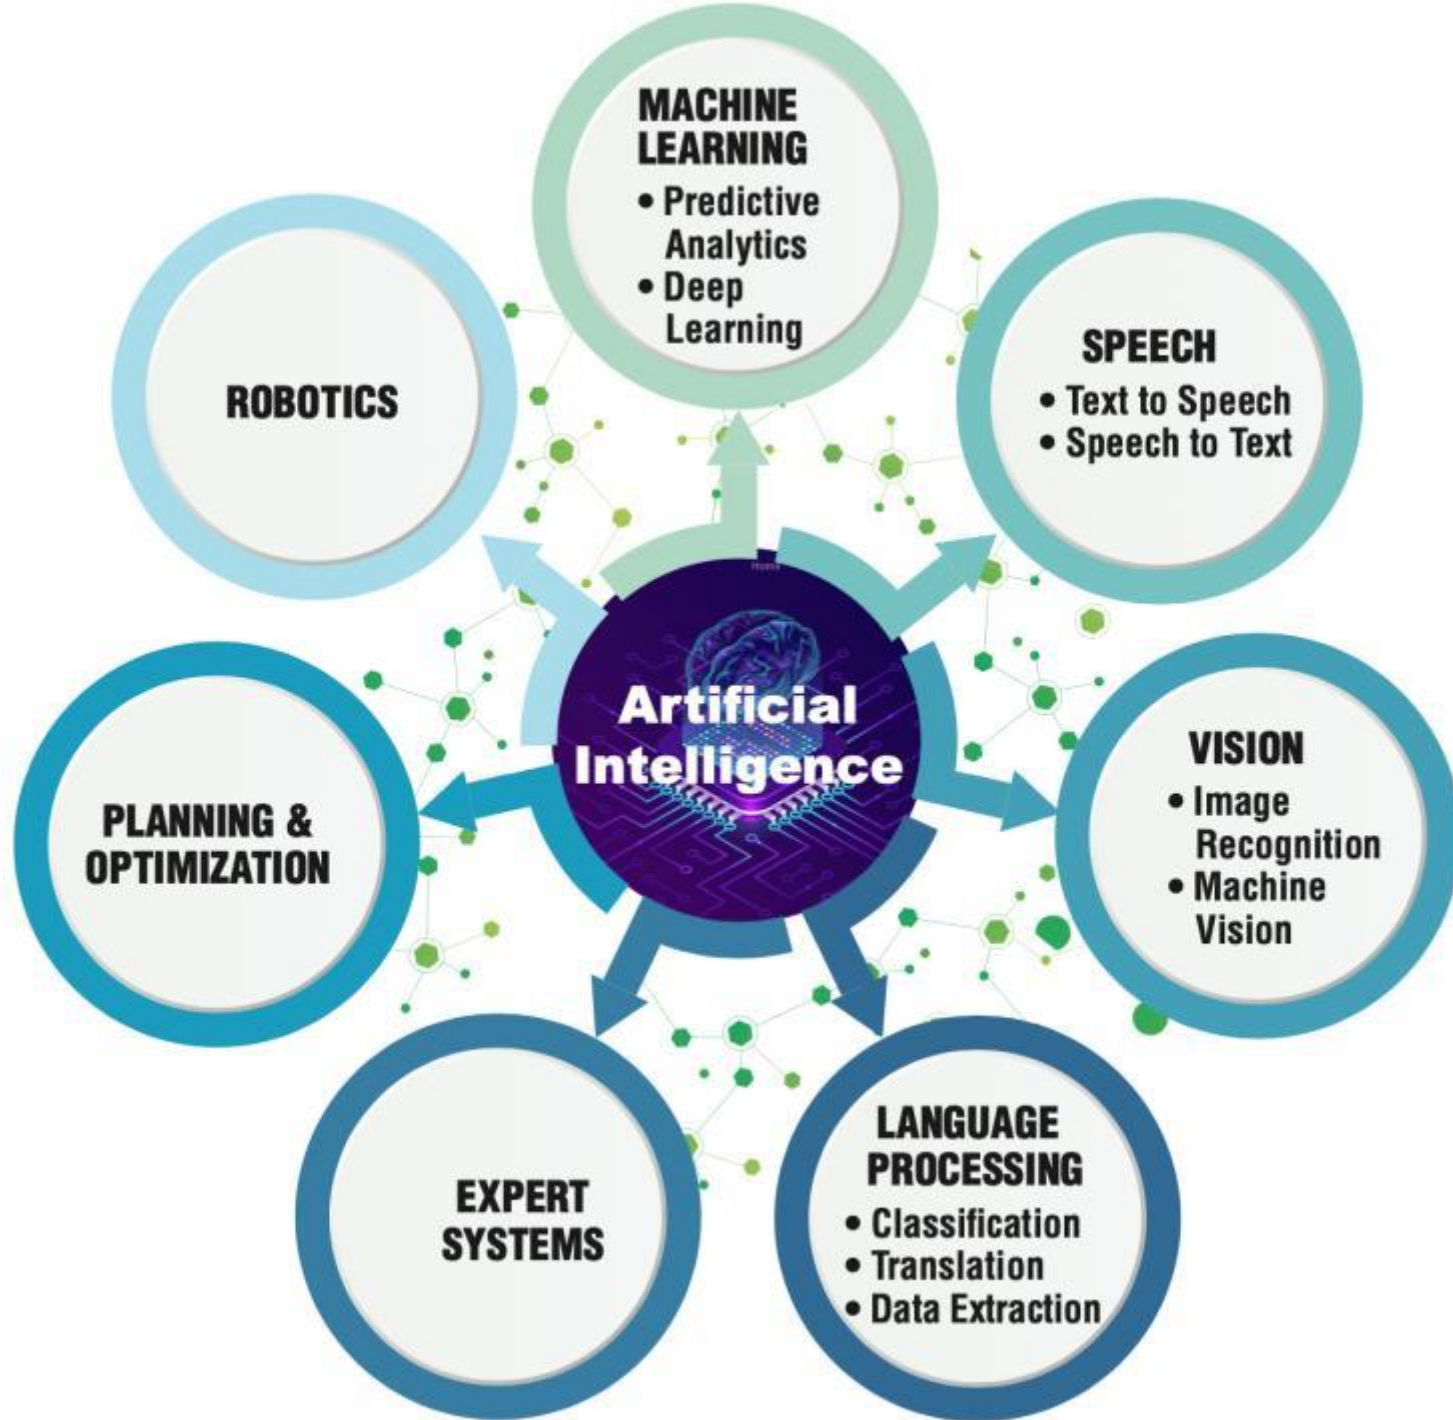 MACHINE
LEARNING
• Predictive
Analytics
• Deep
Learning
SPEECH
• Text to Speech
• Speech to Text
VISION
• Image
Recognition
• Machine
Vision
LANGUAGE
PROCESSING
• Classification
• Translation
• Data Extraction
EXPERT
SYSTEMS
PLANNING &
OPTIMIZATION
ROBOTICS
Home
Artificial
Intelligence